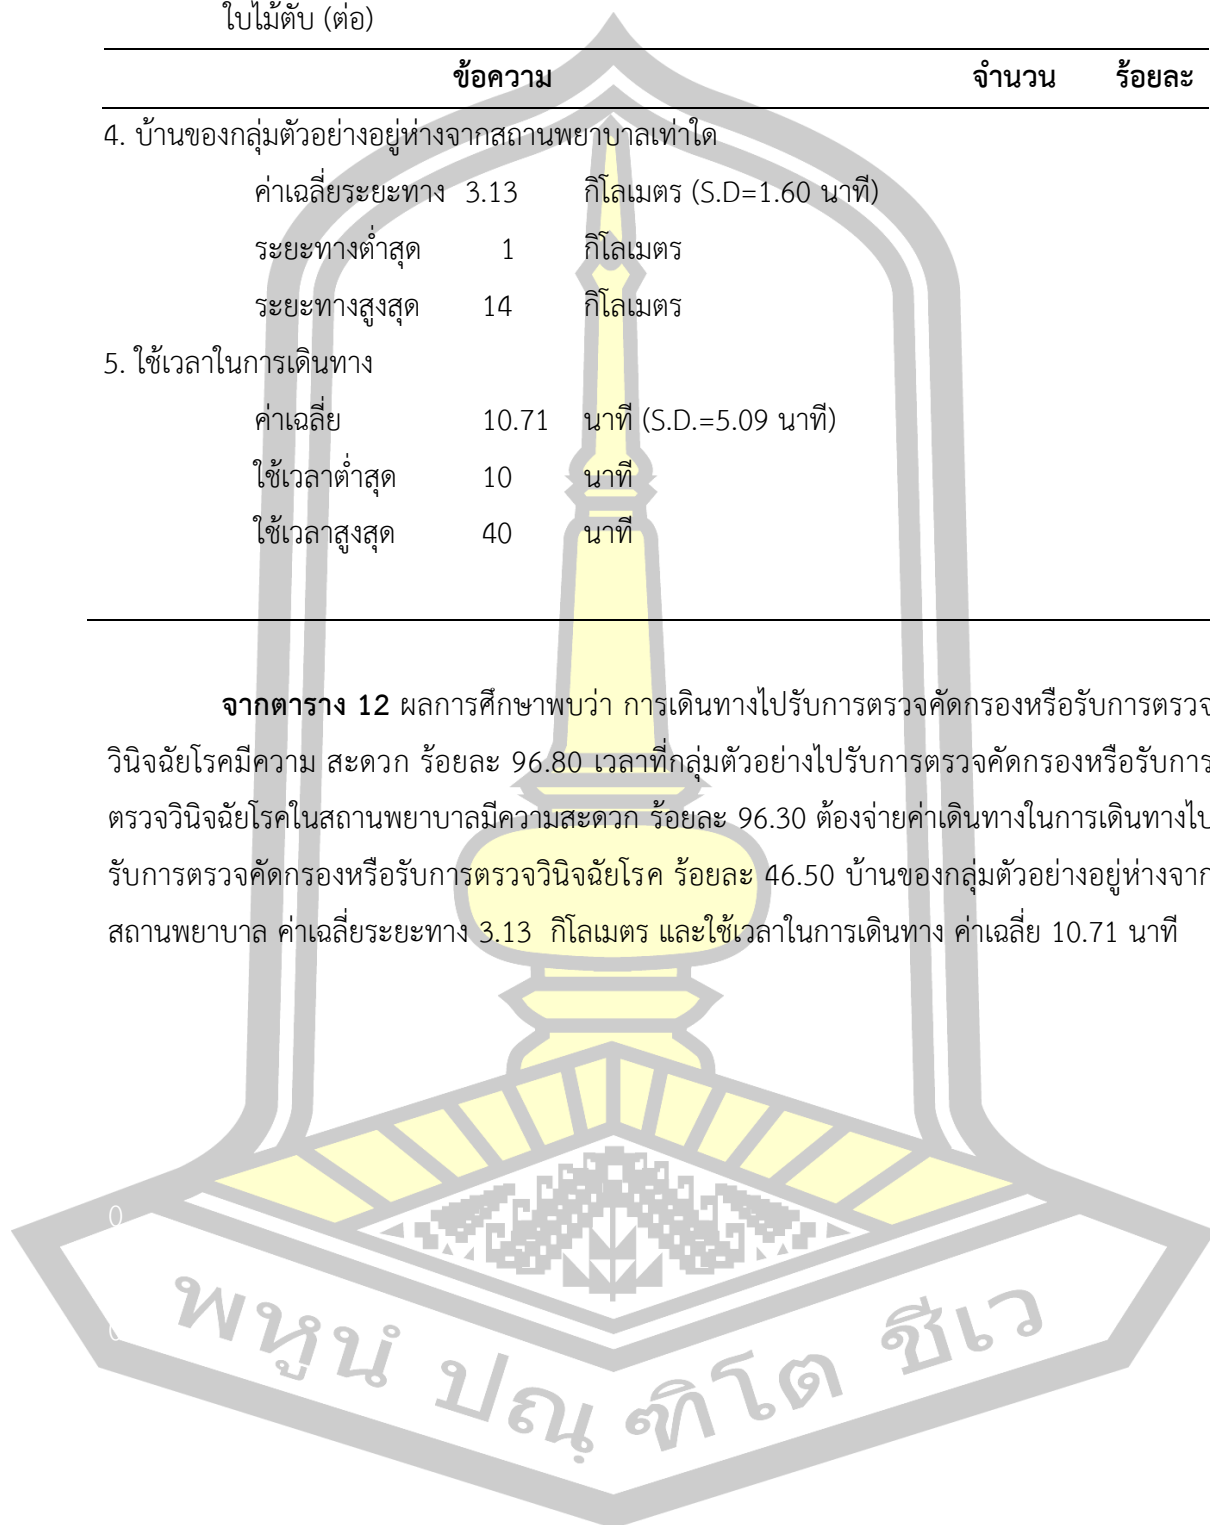 ใบไม้ตับ (ต่อ)
ข้อความ จำนวน ร้อยละ
4. บ้านของกลุ่มตัวอย่างอยู่ห่างจากสถานพยาบาลเท่าใด
ค่าเฉลี่ยระยะทาง 3.13 กิโลเมตร (S.D=1.60 นาที)
ระยะทางต่ำสุด 1 กิโลเมตร
ระยะทางสูงสุด 14 กิโลเมตร
5. ใช้เวลาในการเดินทาง
ค่าเฉลี่ย 10.71 นาที (S.D.=5.09 นาที)
ใช้เวลาต่ำสุด 10 นาที
ใช้เวลาสูงสุด 40 นาที
จากตาราง 12 ผลการศึกษาพบว่า การเดินทางไปรับการตรวจคัดกรองหรือรับการตรวจ
วินิจฉัยโรคมีความ สะดวก ร้อยละ 96.80 เวลาที่กลุ่มตัวอย่างไปรับการตรวจคัดกรองหรือรับการ
ตรวจวินิจฉัยโรคในสถานพยาบาลมีความสะดวก ร้อยละ 96.30 ต้องจ่ายค่าเดินทางในการเดินทางไป
รับการตรวจคัดกรองหรือรับการตรวจวินิจฉัยโรค ร้อยละ 46.50 บ้านของกลุ่มตัวอย่างอยู่ห่างจาก
สถานพยาบาล ค่าเฉลี่ยระยะทาง 3.13 กิโลเมตร และใช้เวลาในการเดินทาง ค่าเฉลี่ย 10.71 นาที
0
พหูนํ ปณฺฑิโต ชีเว